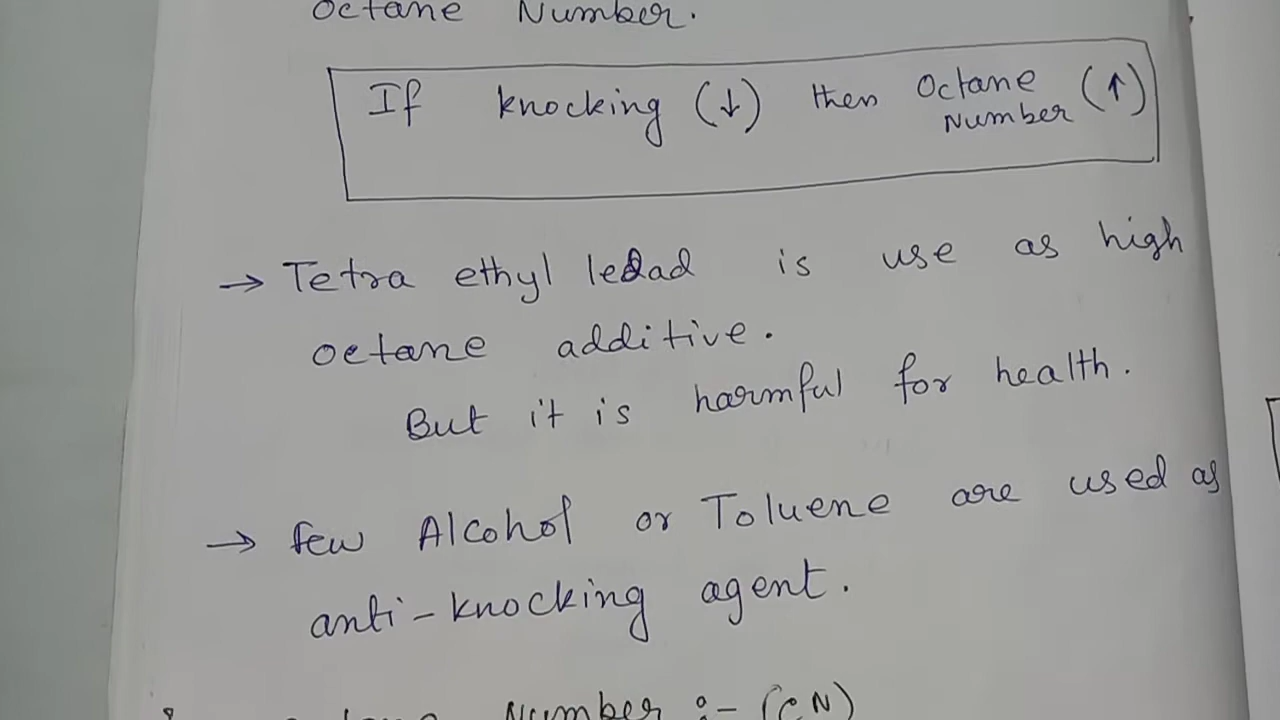 Octane Number.
If knocking (↓) then Octane Number (↑)
→ Tetra ethyl lead is use as high
octane additive.
But it is harmful for health.
→ few Alcohol or Toluene are used as
anti-knocking agent.
Number :- (CN)